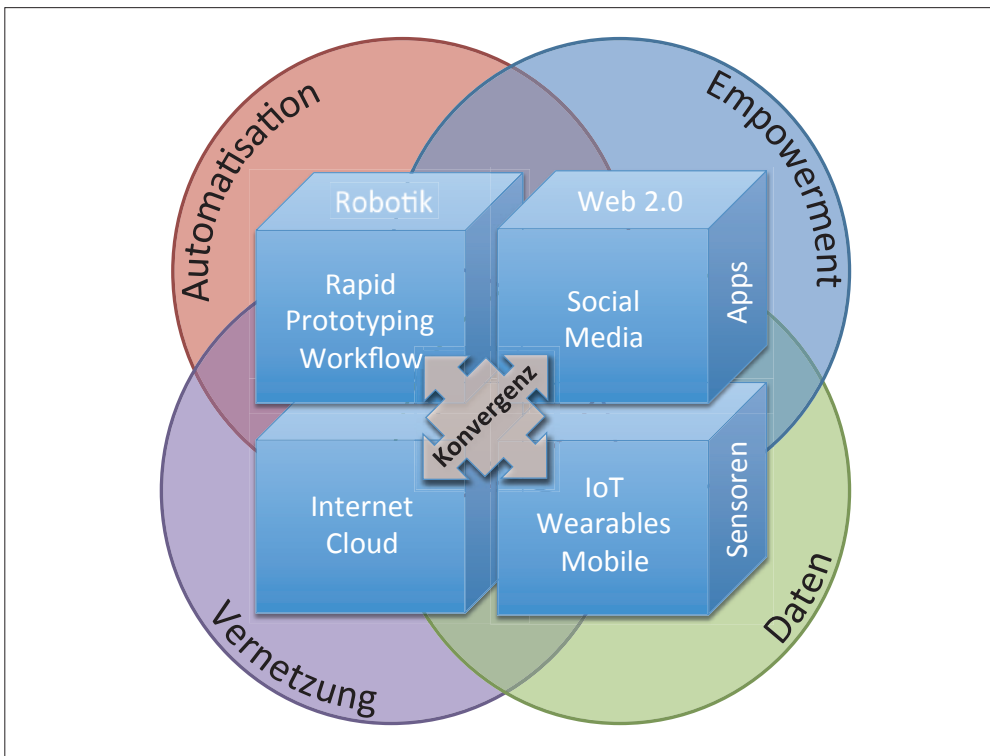 Automatisation
Empowerment
Robotik
Web 2.0
Rapid
Prototyping
Workflow
Social
Media
Apps
Konvergenz
Internet
Cloud
IoT
Wearables
Mobile
Sensoren
Vernetzung
Daten